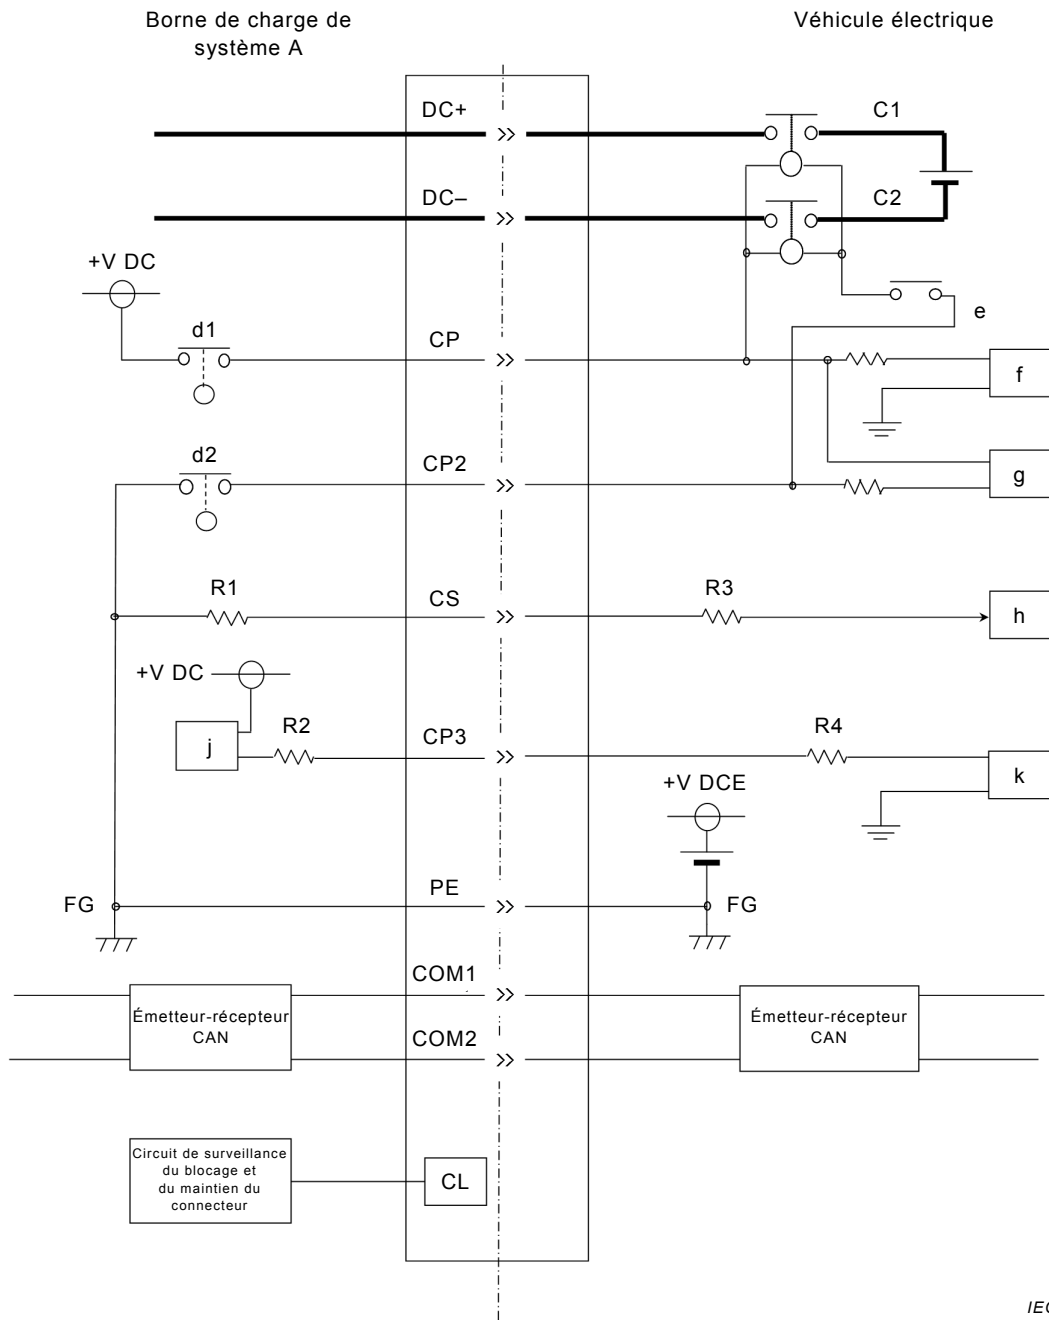 Borne de charge de
système A
Véhicule électrique
DC+
C1
DC–
C2
+V DC
d1
CP
e
f
d2
CP2
g
R1
CS
R3
h
+V DC
j
R2
CP3
R4
k
+V DCE
FG
PE
FG
COM1
Émetteur-récepteur
CAN
COM2
Émetteur-récepteur
CAN
Circuit de surveillance
du blocage et
du maintien du
connecteur
CL
IEC